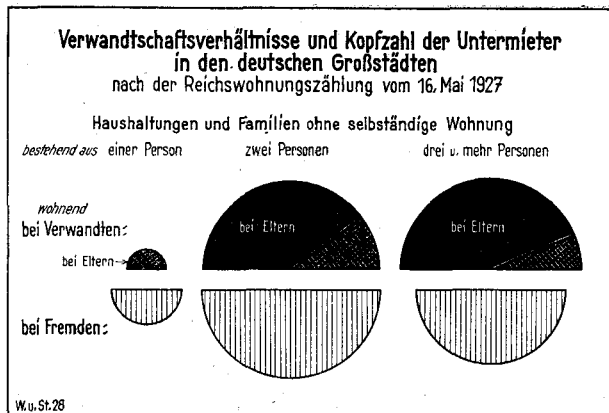 Verwandtschaftsverhältnisse und Kopfzahl der Untermieter
in den deutschen Großstädten
nach der Reichswohnungszählung vom 16. Mai 1927
Haushaltungen und Familien ohne selbständige Wohnung
bestehend aus einer Person zwei Personen drei u. mehr Personen
wohnend
bei Verwandten:
bei Eltern
bei Eltern
bei Eltern
bei Fremden:
W.u.St.28